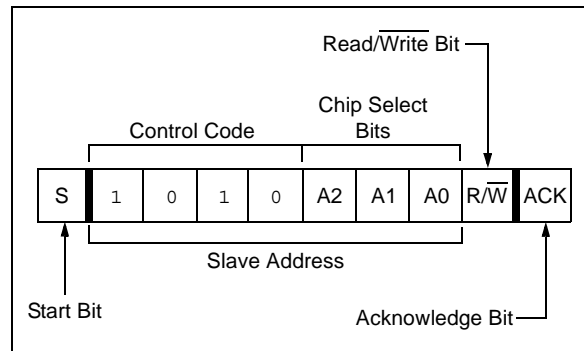 Read/Write Bit
Chip Select
Bits
Control Code
S 1 0 1 0 A2 A1 A0 R/W ACK
Slave Address
Start Bit
Acknowledge Bit